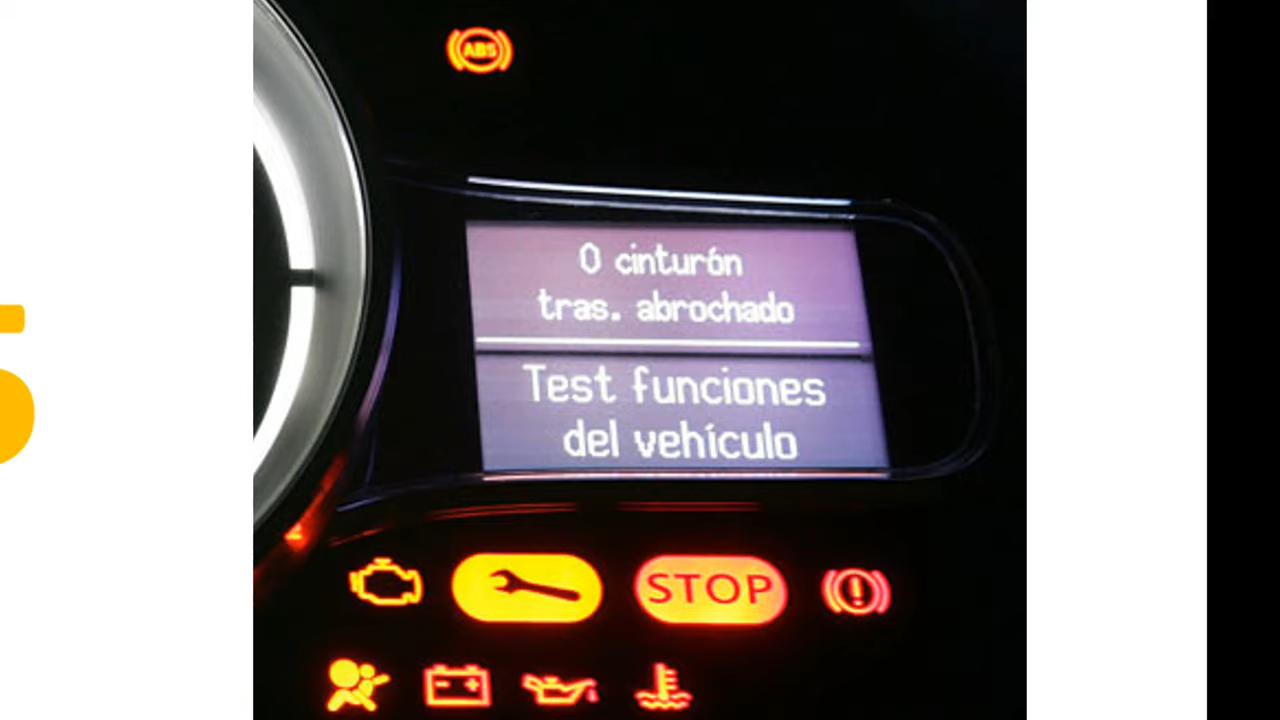 ABS
0 cinturón
tras. abrochado
Test funciones
del vehículo
STOP